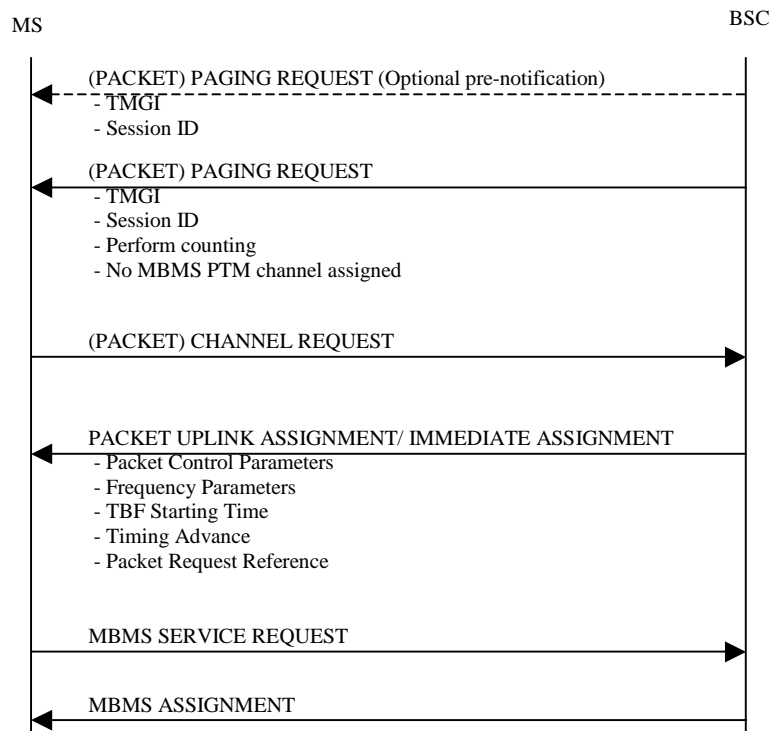 MS
BSC
(PACKET) PAGING REQUEST (Optional pre-notification)
- TMGI
- Session ID
(PACKET) PAGING REQUEST
- TMGI
- Session ID
- Perform counting
- No MBMS PTM channel assigned
(PACKET) CHANNEL REQUEST
PACKET UPLINK ASSIGNMENT/ IMMEDIATE ASSIGNMENT
- Packet Control Parameters
- Frequency Parameters
- TBF Starting Time
- Timing Advance
- Packet Request Reference
MBMS SERVICE REQUEST
MBMS ASSIGNMENT